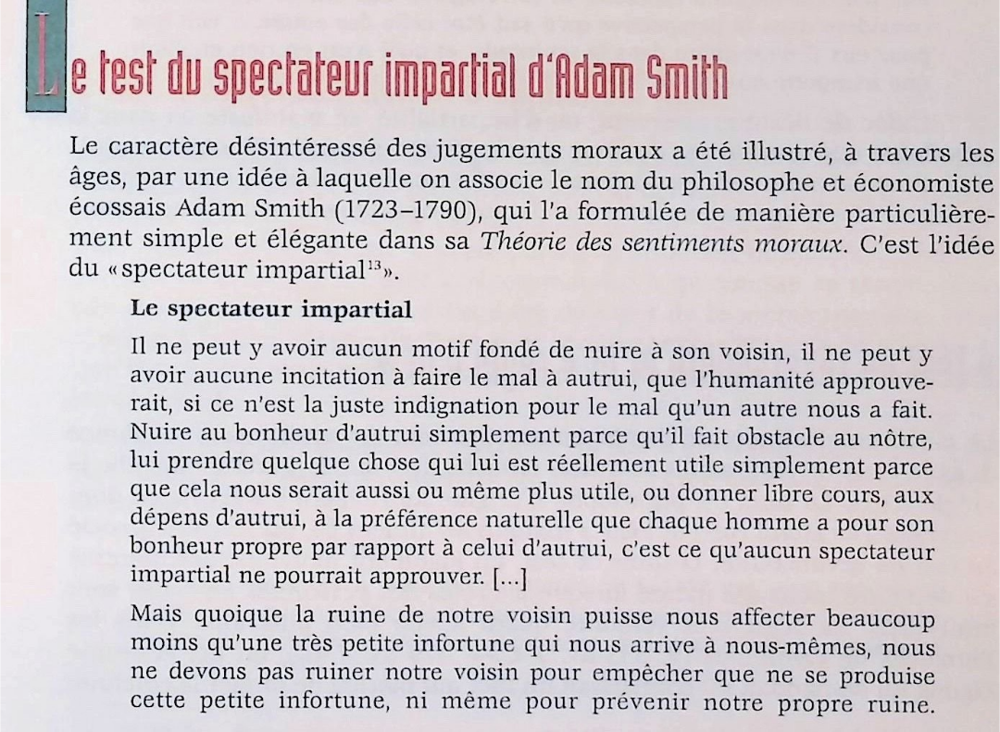 Le test du spectateur impartial d'Adam Smith
Le caractère désintéressé des jugements moraux a été illustré, à travers les
âges, par une idée à laquelle on associe le nom du philosophe et économiste
écossais Adam Smith (1723–1790), qui l'a formulée de manière particulière-
ment simple et élégante dans sa Théorie des sentiments moraux. C'est l'idée
du «spectateur impartial¹³».
Le spectateur impartial
Il ne peut y avoir aucun motif fondé de nuire à son voisin, il ne peut y
avoir aucune incitation à faire le mal à autrui, que l'humanité approuve-
rait, si ce n'est la juste indignation pour le mal qu'un autre nous a fait.
Nuire au bonheur d'autrui simplement parce qu'il fait obstacle au nôtre,
lui prendre quelque chose qui lui est réellement utile simplement parce
que cela nous serait aussi ou même plus utile, ou donner libre cours, aux
dépens d'autrui, à la préférence naturelle que chaque homme a pour son
bonheur propre par rapport à celui d'autrui, c'est ce qu'aucun spectateur
impartial ne pourrait approuver. [...]
Mais quoique la ruine de notre voisin puisse nous affecter beaucoup
moins qu'une très petite infortune qui nous arrive à nous-mêmes, nous
ne devons pas ruiner notre voisin pour empêcher que ne se produise
cette petite infortune, ni même pour prévenir notre propre ruine.